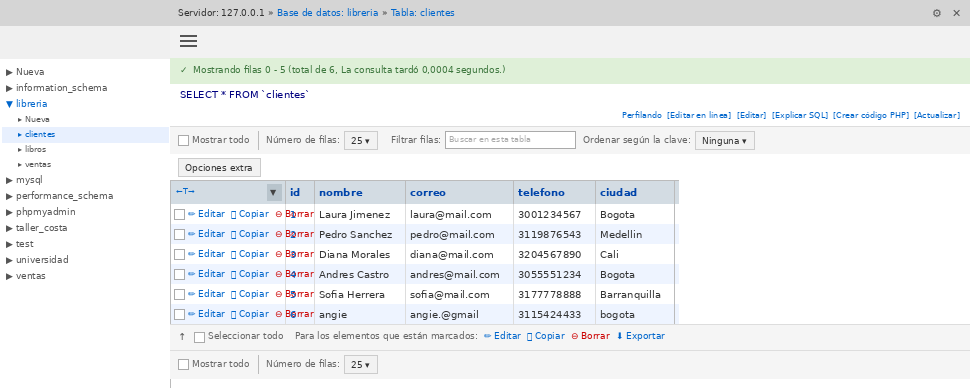 Servidor: 127.0.0.1 » Base de datos: libreria » Tabla: clientes
Nueva
information_schema
libreria
Nueva
clientes
libros
ventas
mysql
performance_schema
phpmyadmin
taller_costa
test
universidad
ventas
✓ Mostrando filas 0 - 5 (total de 6, La consulta tardó 0,0004 segundos.)
SELECT * FROM `clientes`
Perfilando [Editar en línea] [Editar] [Explicar SQL] [Crear código PHP] [Actualizar]
Mostrar todo Número de filas: 25 Filtrar filas: Buscar en esta tabla Ordenar según la clave: Ninguna
Opciones extra
←T→ id nombre correo telefono ciudad
Editar Copiar Borrar 1 Laura Jimenez laura@mail.com 3001234567 Bogota
Editar Copiar Borrar 2 Pedro Sanchez pedro@mail.com 3119876543 Medellin
Editar Copiar Borrar 3 Diana Morales diana@mail.com 3204567890 Cali
Editar Copiar Borrar 4 Andres Castro andres@mail.com 3055551234 Bogota
Editar Copiar Borrar 5 Sofia Herrera sofia@mail.com 3177778888 Barranquilla
Editar Copiar Borrar 6 angie angie.@gmail 3115424433 bogota
Seleccionar todo Para los elementos que están marcados: Editar Copiar Borrar Exportar
Mostrar todo Número de filas: 25